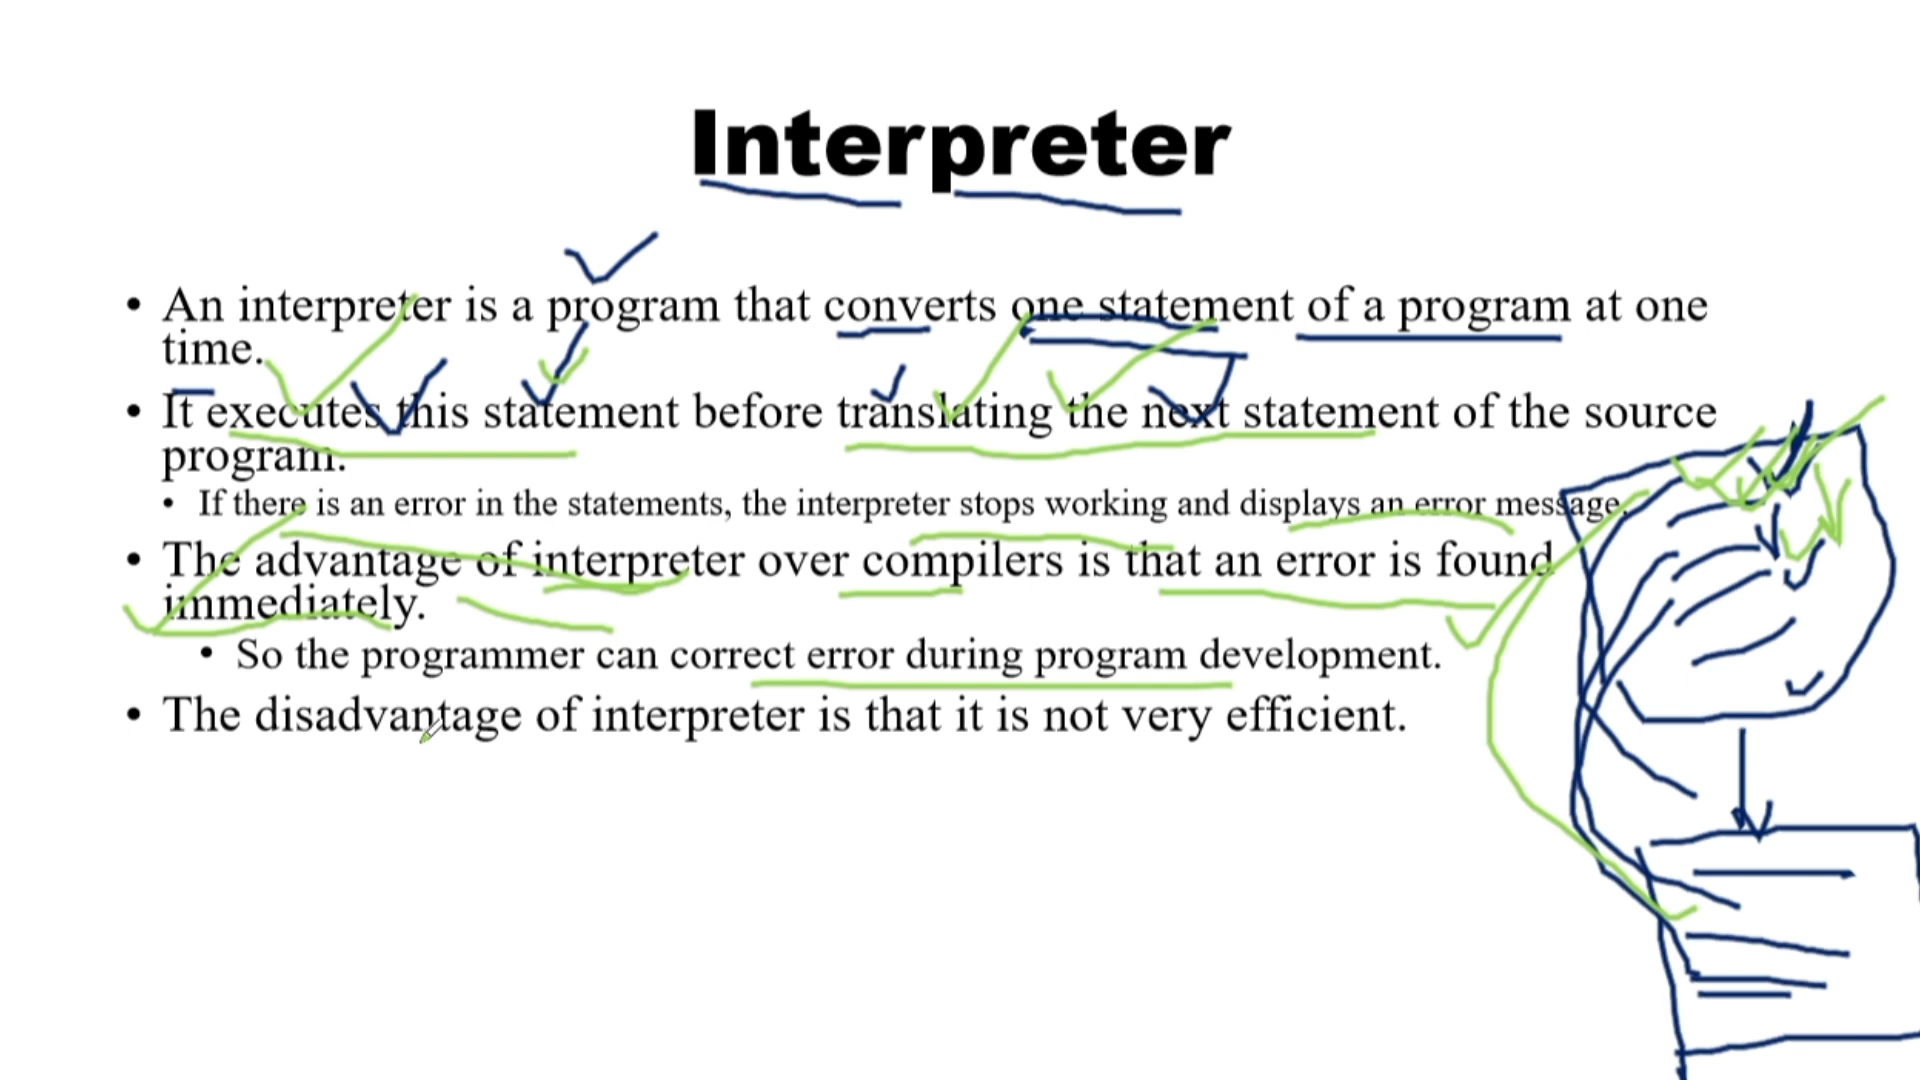 Interpreter
• An interpreter is a program that converts one statement of a program at one
time.
• It executes this statement before translating the next statement of the source
program.
• If there is an error in the statements, the interpreter stops working and displays an error message.
• The advantage of interpreter over compilers is that an error is found
immediately.
• So the programmer can correct error during program development.
• The disadvantage of interpreter is that it is not very efficient.